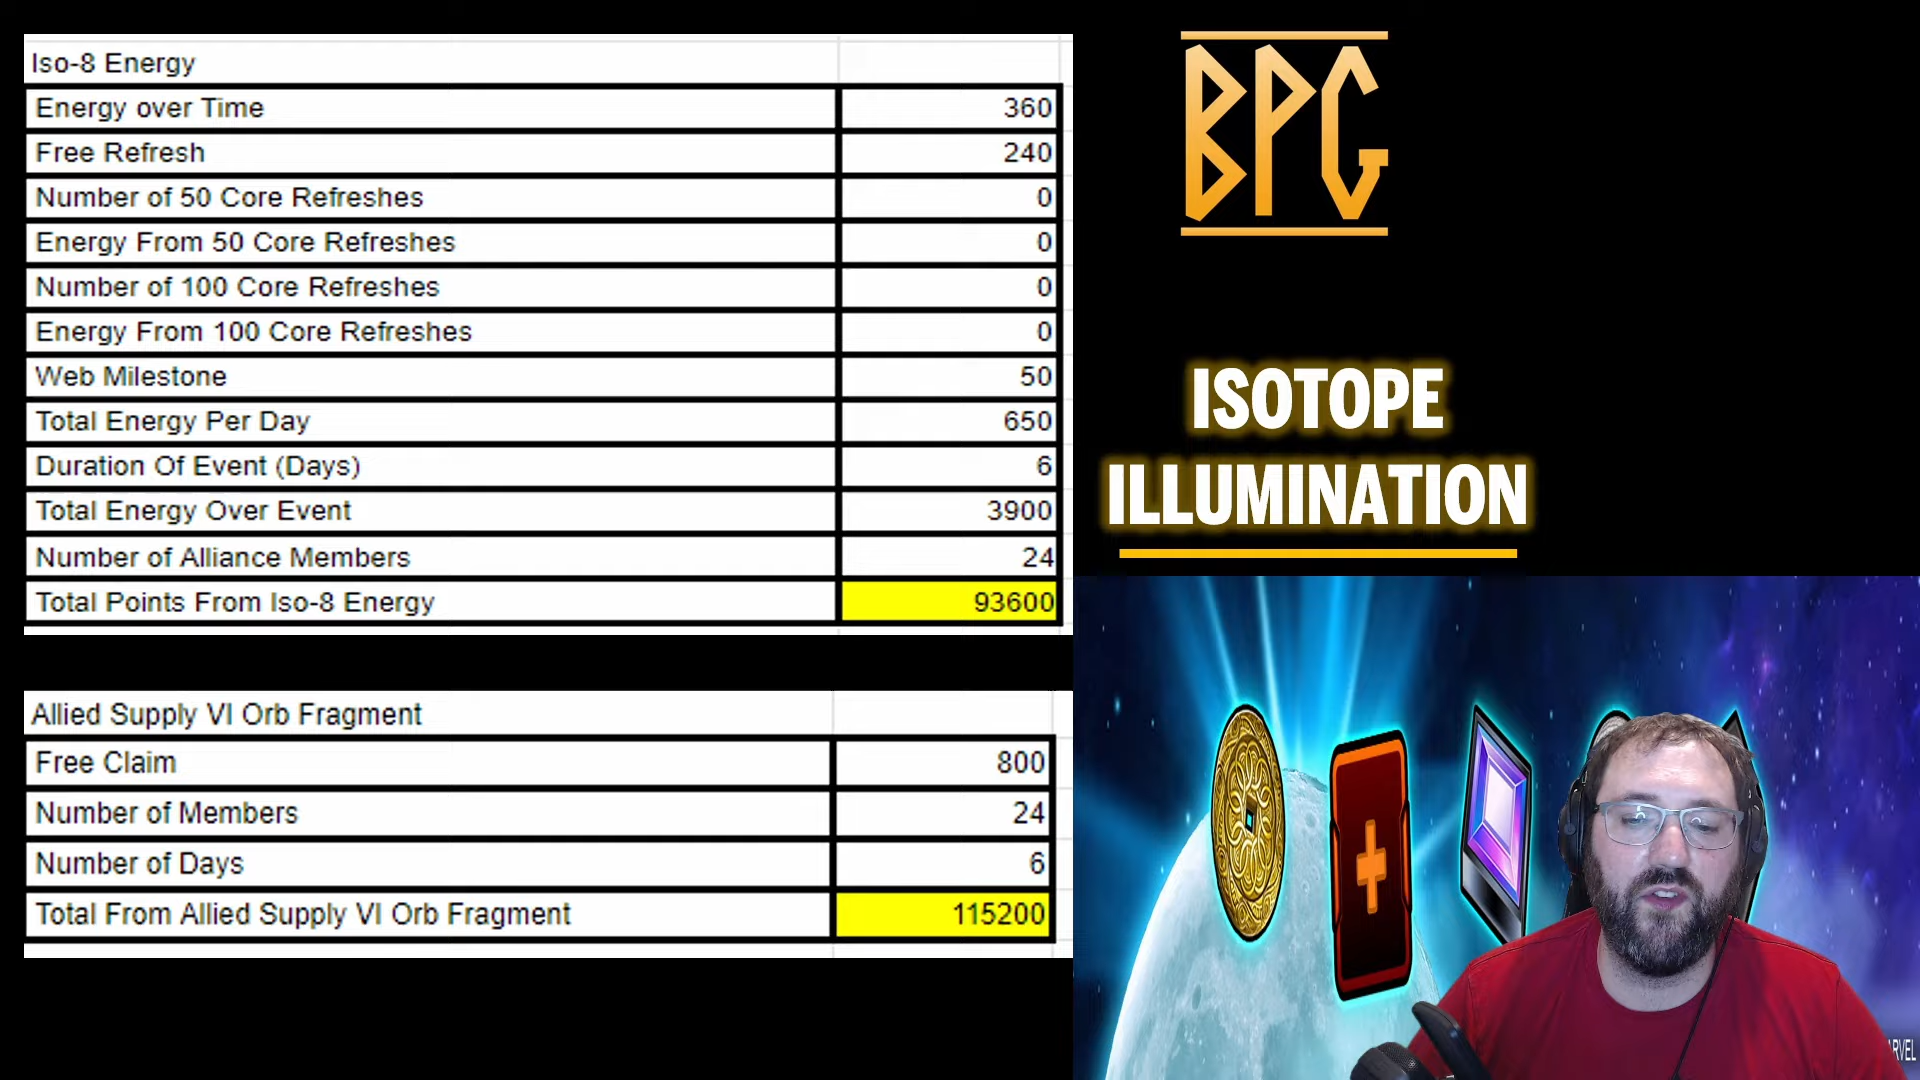 Iso-8 Energy
Energy over Time 360
Free Refresh 240
Number of 50 Core Refreshes 0
Energy From 50 Core Refreshes 0
Number of 100 Core Refreshes 0
Energy From 100 Core Refreshes 0
Web Milestone 50
Total Energy Per Day 650
Duration Of Event (Days) 6
Total Energy Over Event 3900
Number of Alliance Members 24
Total Points From Iso-8 Energy 93600
Allied Supply VI Orb Fragment
Free Claim 800
Number of Members 24
Number of Days 6
Total From Allied Supply VI Orb Fragment 115200
BPG
ISOTOPE
ILLUMINATION